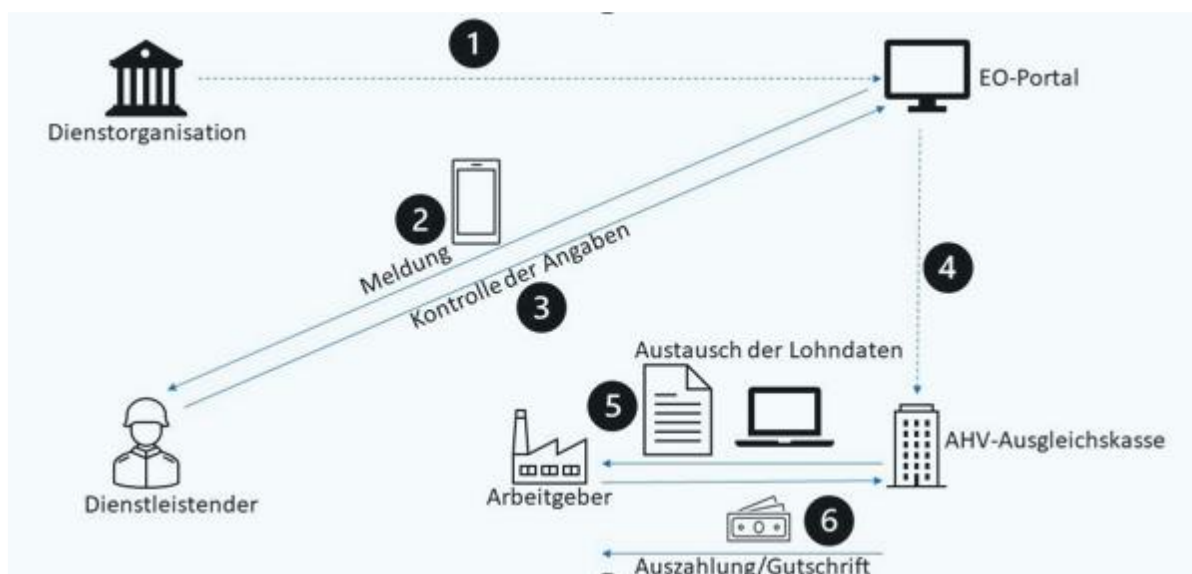 1
EO-Portal
Dienstorganisation
2
Meldung
Kontrolle der Angaben
3
4
Austausch der Lohndaten
5
AHV-Ausgleichskasse
Arbeitgeber
Dienstleistender
6
Auszahlung/Gutschrift